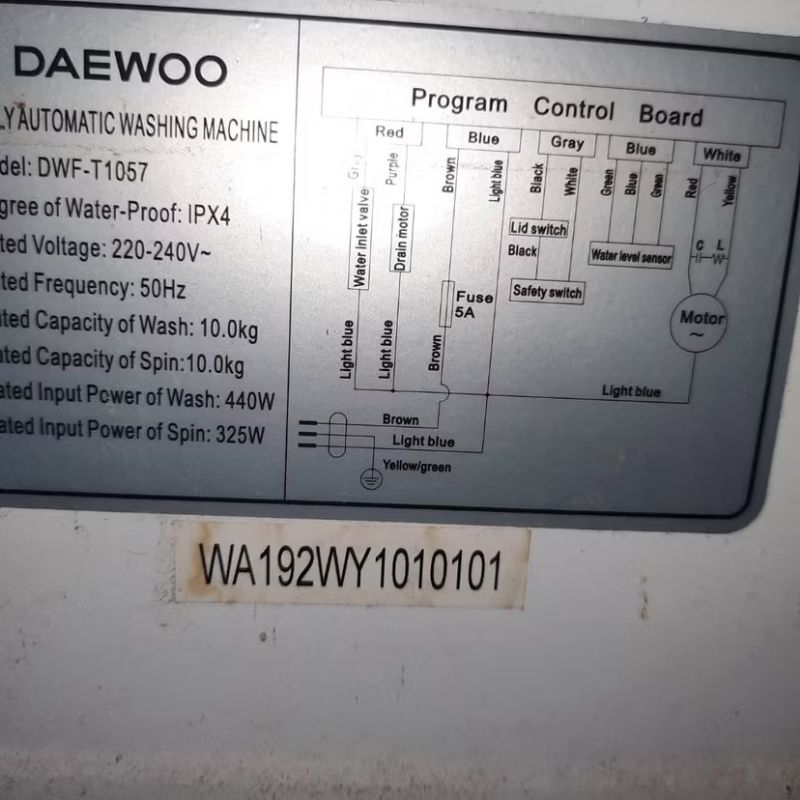 DAEWOO
LY AUTOMATIC WASHING MACHINE
del: DWF-T1057
gree of Water-Proof: IPX4
ted Voltage: 220-240V~
ted Frequency: 50Hz
ated Capacity of Wash: 10.0kg
ated Capacity of Spin:10.0kg
ated Input Power of Wash: 440W
ated Input Power of Spin: 325W
Program Control Board
Red
Blue
Gray
Blue
White
Gray
Purple
Brown
Light blue
Black
White
Green
Blue
Green
Red
Yellow
Water inlet valve
Drain motor
Lid switch
Black
Safety switch
Water level sensor
C L
Fuse
5A
Motor
~
Light blue
Light blue
Brown
Light blue
Brown
Light blue
Yellow/green
WA192WY1010101